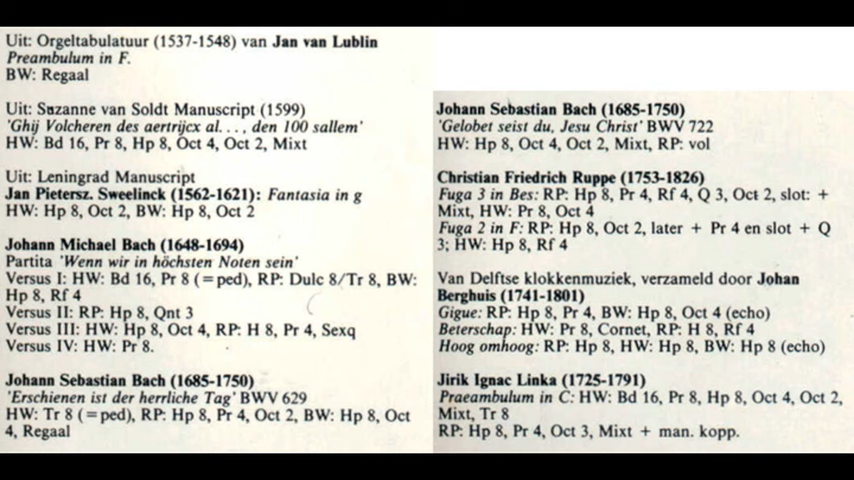 Uit: Orgeltabulatuur (1537-1548) van Jan van Lublin
Preambulum in F.
BW: Regaal
Uit: Suzanne van Soldt Manuscript (1599)
'Ghij Volcheren des aertrijcx al. . . , den 100 sallem'
HW: Bd 16, Pr 8, Hp 8, Oct 4, Oct 2, Mixt
Uit: Leningrad Manuscript
Jan Pietersz. Sweelinck (1562-1621): Fantasia in g
HW: Hp 8, Oct 2, BW: Hp 8, Oct 2
Johann Michael Bach (1648-1694)
Partita 'Wenn wir in höchsten Noten sein'
Versus I: HW: Bd 16, Pr 8 (=ped), RP: Dulc 8/Tr 8, BW:
Hp 8, Rf 4
Versus II: RP: Hp 8, Qnt 3
Versus III: HW: Hp 8, Oct 4, RP: H 8, Pr 4, Sexq
Versus IV: HW: Pr 8.
Johann Sebastian Bach (1685-1750)
'Erschienen ist der herrliche Tag' BWV 629
HW: Tr 8 (=ped), RP: Hp 8, Pr 4, Oct 2, BW: Hp 8, Oct
4, Regaal
Johann Sebastian Bach (1685-1750)
'Gelobet seist du, Jesu Christ' BWV 722
HW: Hp 8, Oct 4, Oct 2, Mixt, RP: vol
Christian Friedrich Ruppe (1753-1826)
Fuga 3 in Bes: RP: Hp 8, Pr 4, Rf 4, Q 3, Oct 2, slot: +
Mixt, HW: Pr 8, Oct 4
Fuga 2 in F: RP: Hp 8, Oct 2, later + Pr 4 en slot + Q
3; HW: Hp 8, Rf 4
Van Delftse klokkenmuziek, verzameld door Johan
Berghuis (1741-1801)
Gigue: RP: Hp 8, Pr 4, BW: Hp 8, Oct 4 (echo)
Beterschap: HW: Pr 8, Cornet, RP: H 8, Rf 4
Hoog omhoog: RP: Hp 8, HW: Hp 8, BW: Hp 8 (echo)
Jirik Ignac Linka (1725-1791)
Praeambulum in C: HW: Bd 16, Pr 8, Hp 8, Oct 4, Oct 2,
Mixt, Tr 8
RP: Hp 8, Pr 4, Oct 3, Mixt + man. kopp.